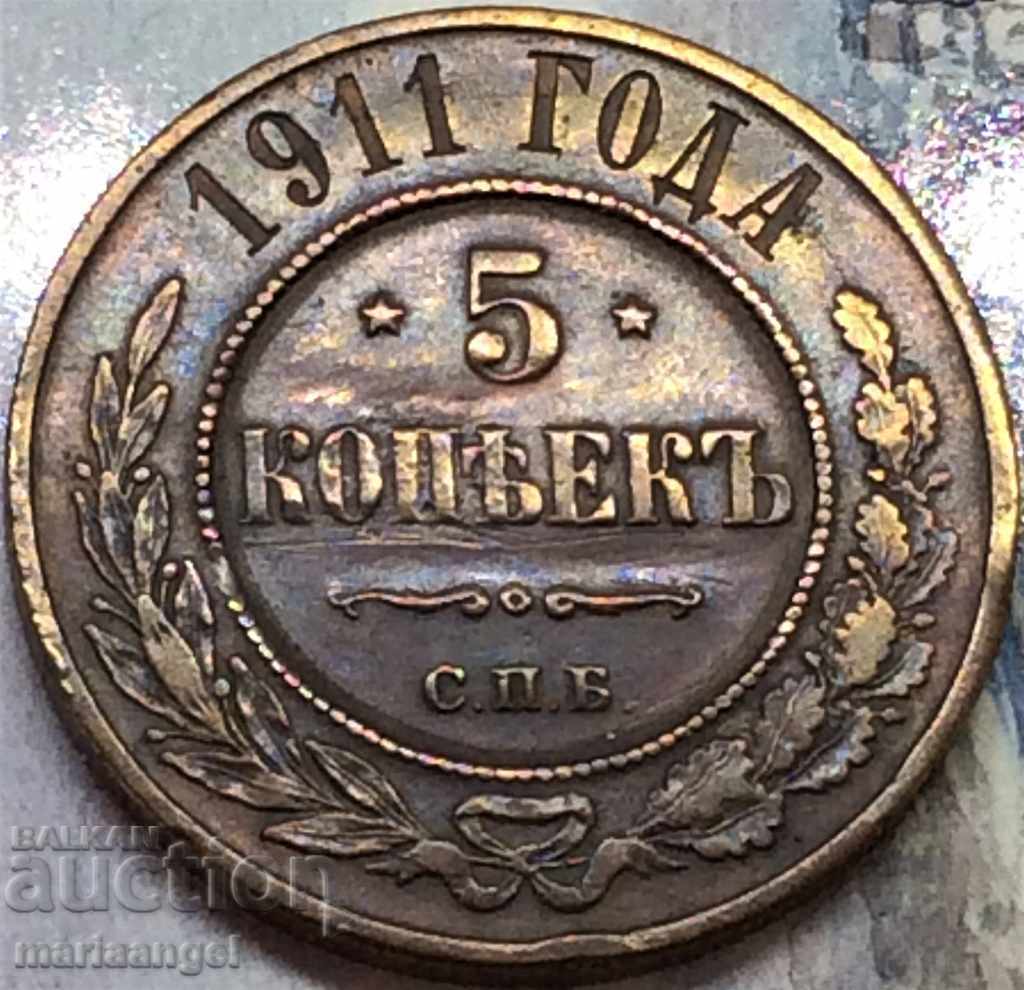 1911 ГОДА
* 5 *
КОПѢЕКЪ
С.П.Б.
BALKAN
auction
mariaangel